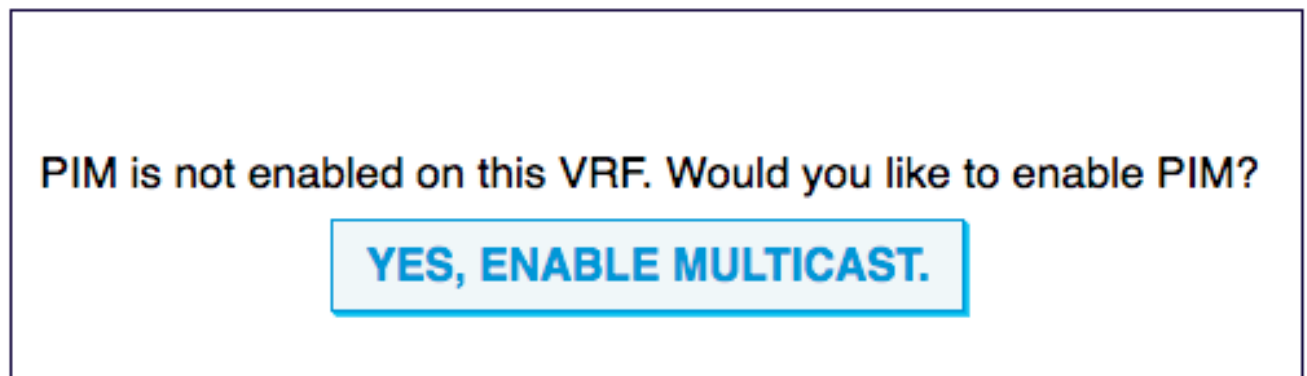 PIM is not enabled on this VRF. Would you like to enable PIM?
YES, ENABLE MULTICAST.